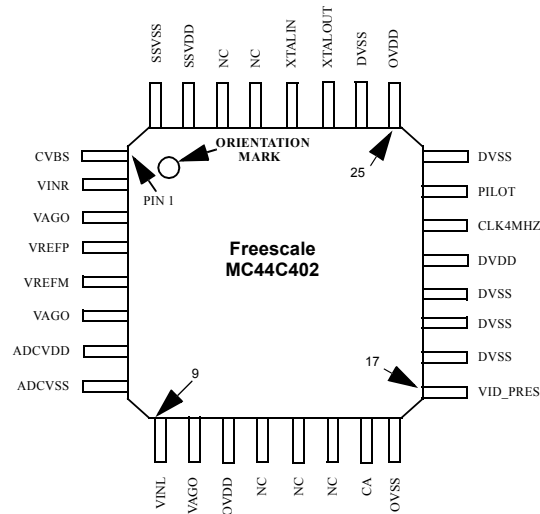 SSVSS
SSVDD
NC
NC
XTALIN
XTALOUT
DVSS
OVDD
ORIENTATION
MARK
25
CVBS
VINR
VAGO
VREFP
VREFM
VAGO
ADCVDD
ADCVSS
PIN 1
Freescale
MC44C402
DVSS
PILOT
CLK4MHZ
DVDD
DVSS
DVSS
DVSS
VID_PRES
9
17
VINL
VAGO
OVDD
NC
NC
NC
CA
OVSS